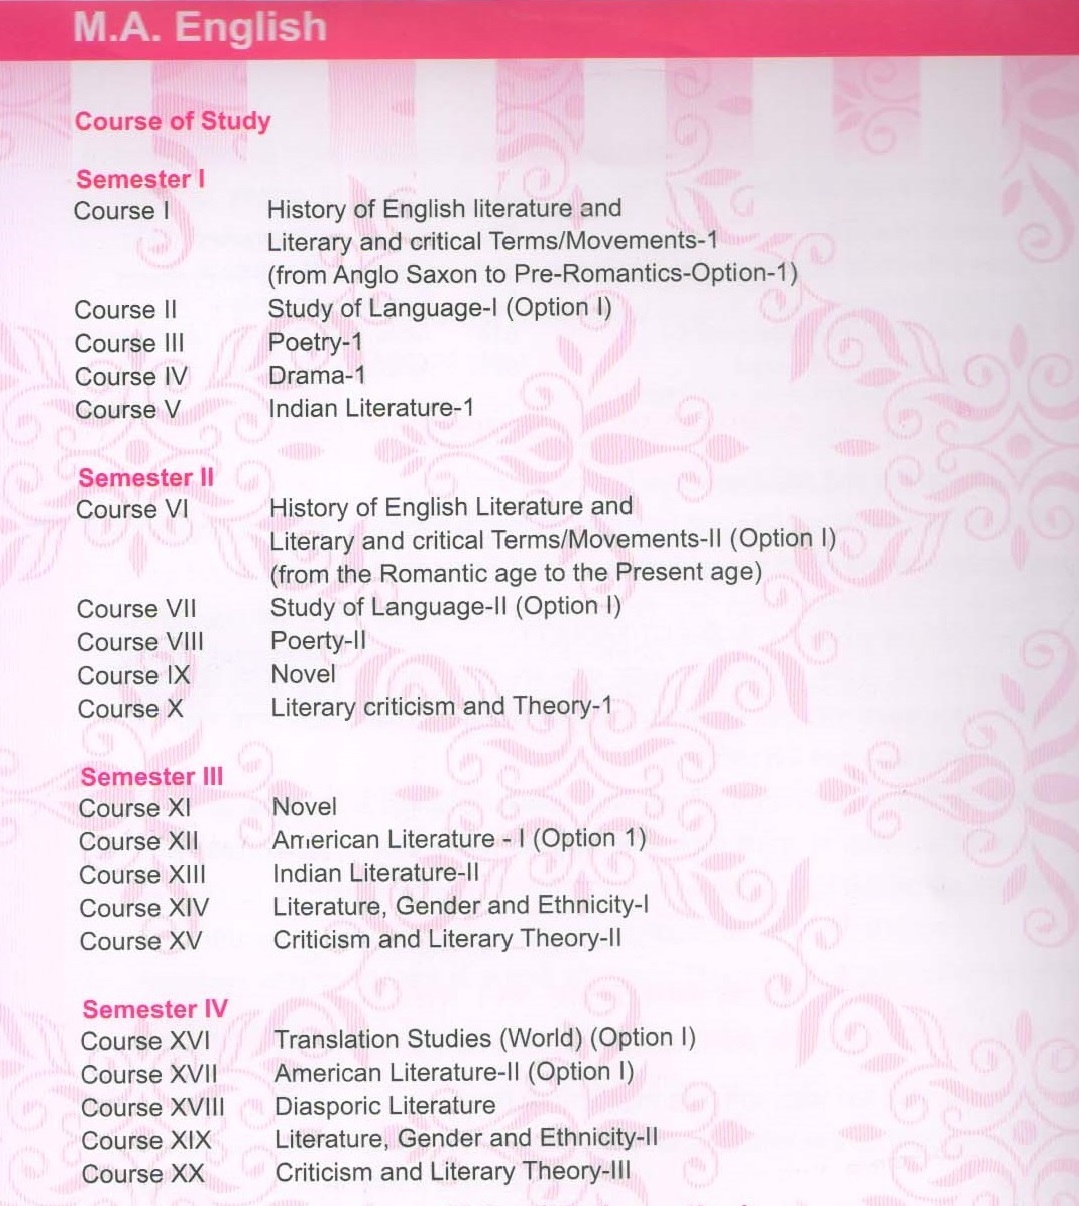 M.A. English
Course of Study
Semester I
Course I History of English literature and
Literary and critical Terms/Movements-1
(from Anglo Saxon to Pre-Romantics-Option-1)
Course II Study of Language-I (Option I)
Course III Poetry-1
Course IV Drama-1
Course V Indian Literature-1
Semester II
Course VI History of English Literature and
Literary and critical Terms/Movements-II (Option I)
(from the Romantic age to the Present age)
Course VII Study of Language-II (Option I)
Course VIII Poerty-II
Course IX Novel
Course X Literary criticism and Theory-1
Semester III
Course XI Novel
Course XII American Literature - I (Option 1)
Course XIII Indian Literature-II
Course XIV Literature, Gender and Ethnicity-I
Course XV Criticism and Literary Theory-II
Semester IV
Course XVI Translation Studies (World) (Option I)
Course XVII American Literature-II (Option I)
Course XVIII Diasporic Literature
Course XIX Literature, Gender and Ethnicity-II
Course XX Criticism and Literary Theory-III